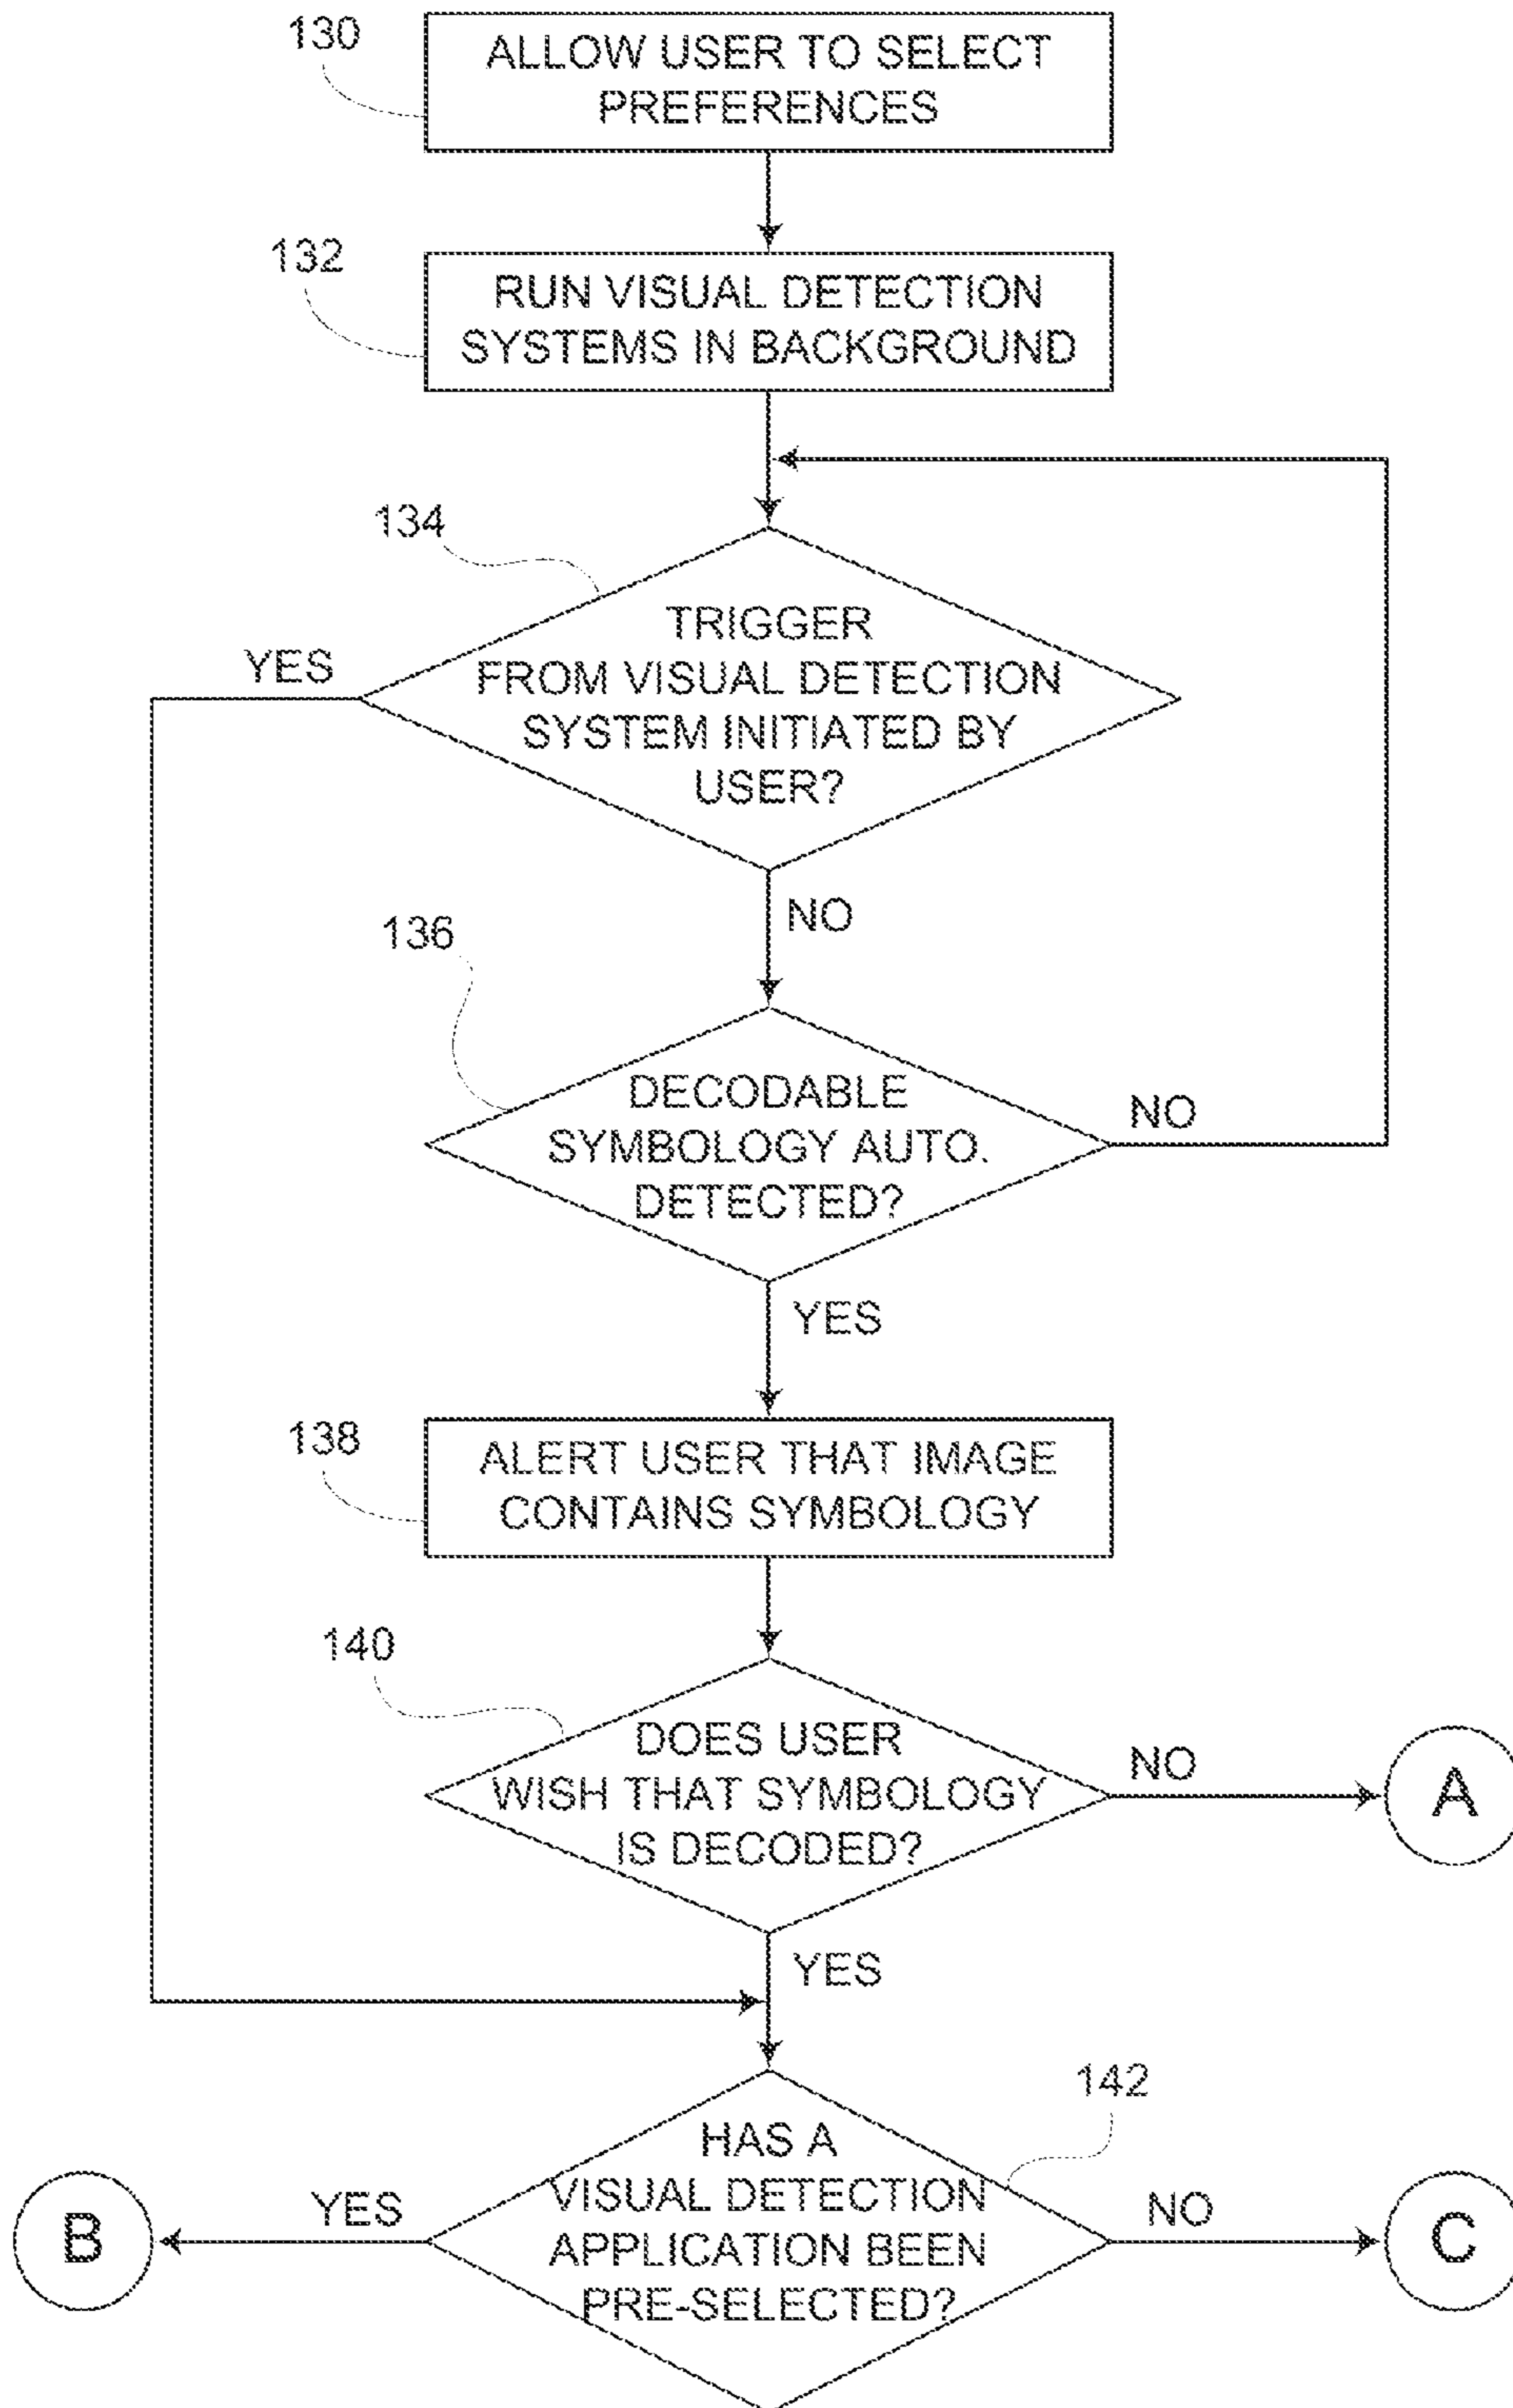 130
ALLOW USER TO SELECT
PREFERENCES
132
RUN VISUAL DETECTION
SYSTEMS IN BACKGROUND
134
YES
TRIGGER
FROM VISUAL DETECTION
SYSTEM INITIATED BY
USER?
NO
136
DECODABLE
SYMBOLOGY AUTO.
DETECTED?
NO
YES
138
ALERT USER THAT IMAGE
CONTAINS SYMBOLOGY
140
DOES USER
WISH THAT SYMBOLOGY
IS DECODED?
NO
A
YES
142
HAS A
VISUAL DETECTION
APPLICATION BEEN
PRE-SELECTED?
YES
B
NO
C